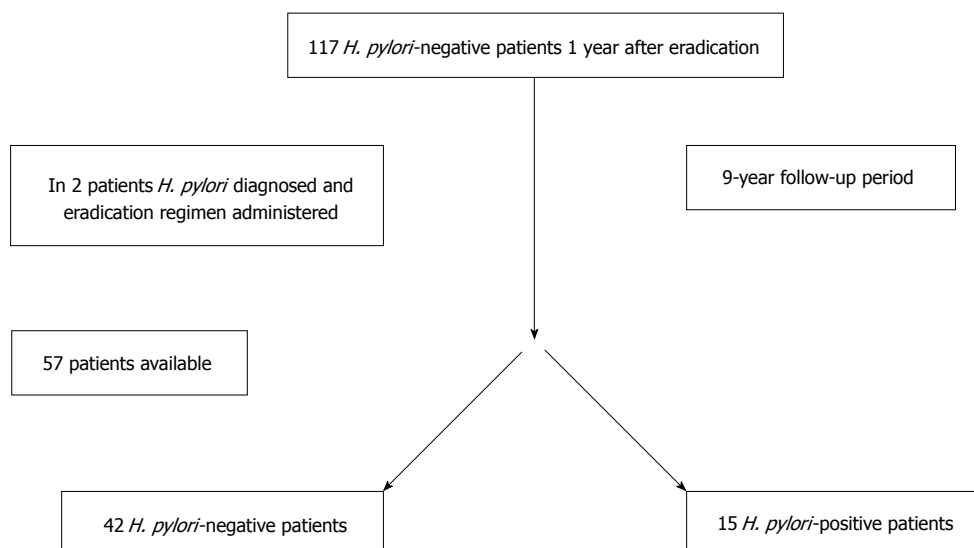 117 H. pylori-negative patients 1 year after eradication
In 2 patients H. pylori diagnosed and
eradication regimen administered
9-year follow-up period
57 patients available
42 H. pylori-negative patients
15 H. pylori-positive patients